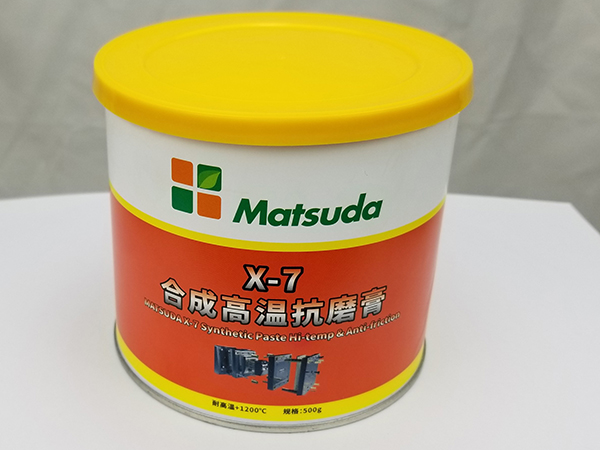 Matsuda
X-7
合成高温抗磨膏
MATSUDA X-7 Synthetic Paste Hi-temp & Anti-friction
耐高溫+1200℃ 规格:500g